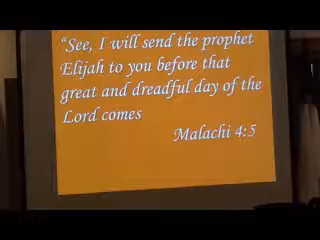 “See, I will send the prophet
Elijah to you before that
great and dreadful day of the
Lord comes
Malachi 4:5